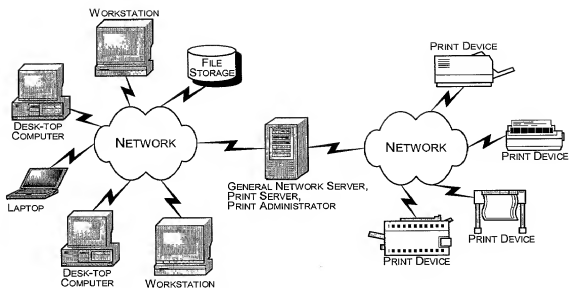 WORKSTATION
FILE
STORAGE
PRINT DEVICE
DESK-TOP
COMPUTER
NETWORK
NETWORK
PRINT DEVICE
GENERAL NETWORK SERVER,
PRINT SERVER,
PRINT ADMINISTRATOR
LAPTOP
PRINT DEVICE
PRINT DEVICE
DESK-TOP
COMPUTER
WORKSTATION